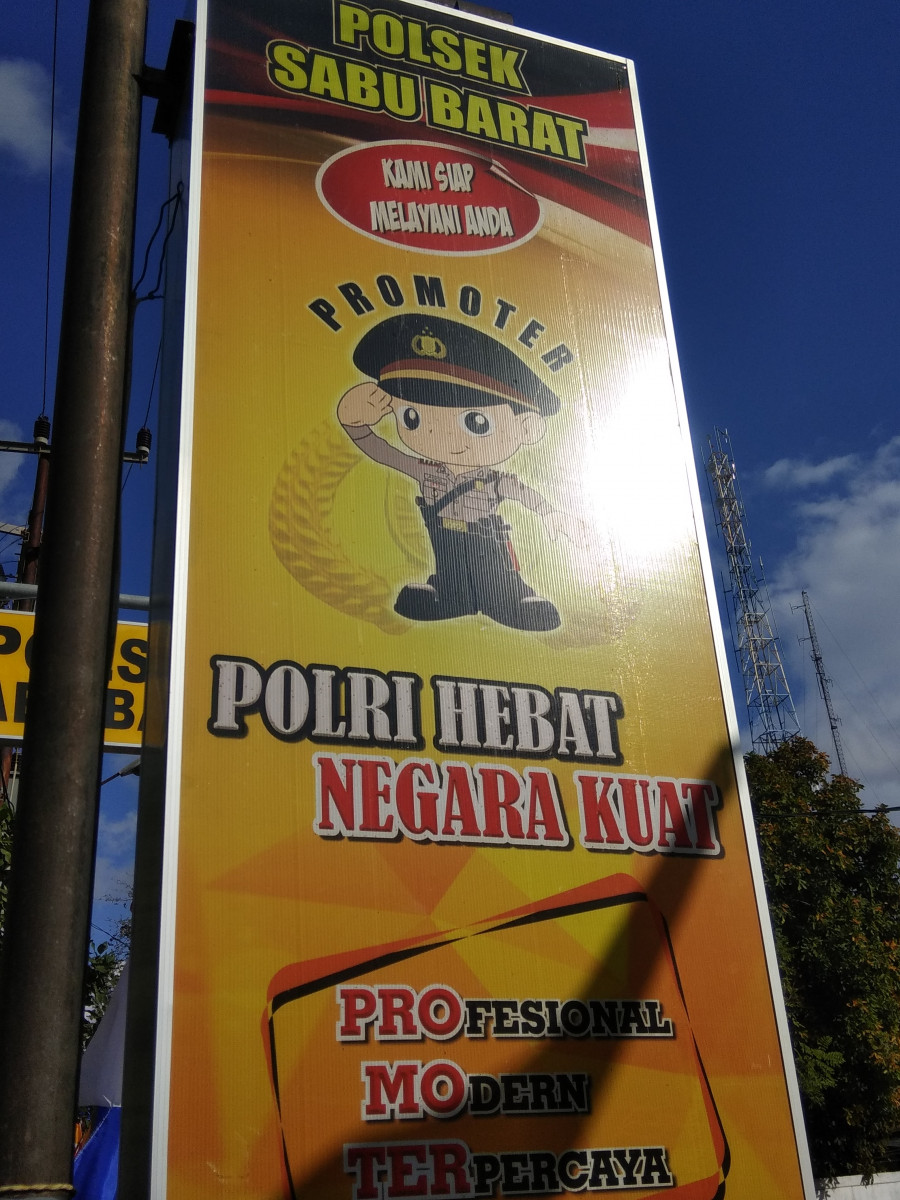 POLSEK
SABU BARAT
KAMI SIAP
MELAYANI ANDA
PROMOTER
POLRI HEBAT
NEGARA KUAT
PROFESIONAL
MODERN
TERPERCAYA